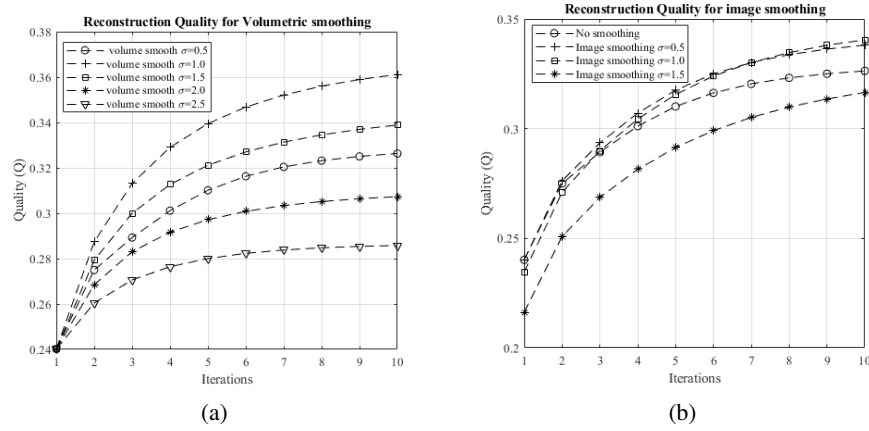 Reconstruction Quality for Volumetric smoothing
0.38
0.36
0.34
0.32
0.3
0.28
0.26
0.24
Quality (Q)
volume smooth σ=0.5
volume smooth σ=1.0
volume smooth σ=1.5
volume smooth σ=2.0
volume smooth σ=2.5
1 2 3 4 5 6 7 8 9 10
Iterations
(a)
Reconstruction Quality for image smoothing
0.35
0.3
0.25
0.2
Quality (Q)
No smoothing
Image smoothing σ=0.5
Image smoothing σ=1.0
Image smoothing σ=1.5
1 2 3 4 5 6 7 8 9 10
Iterations
(b)